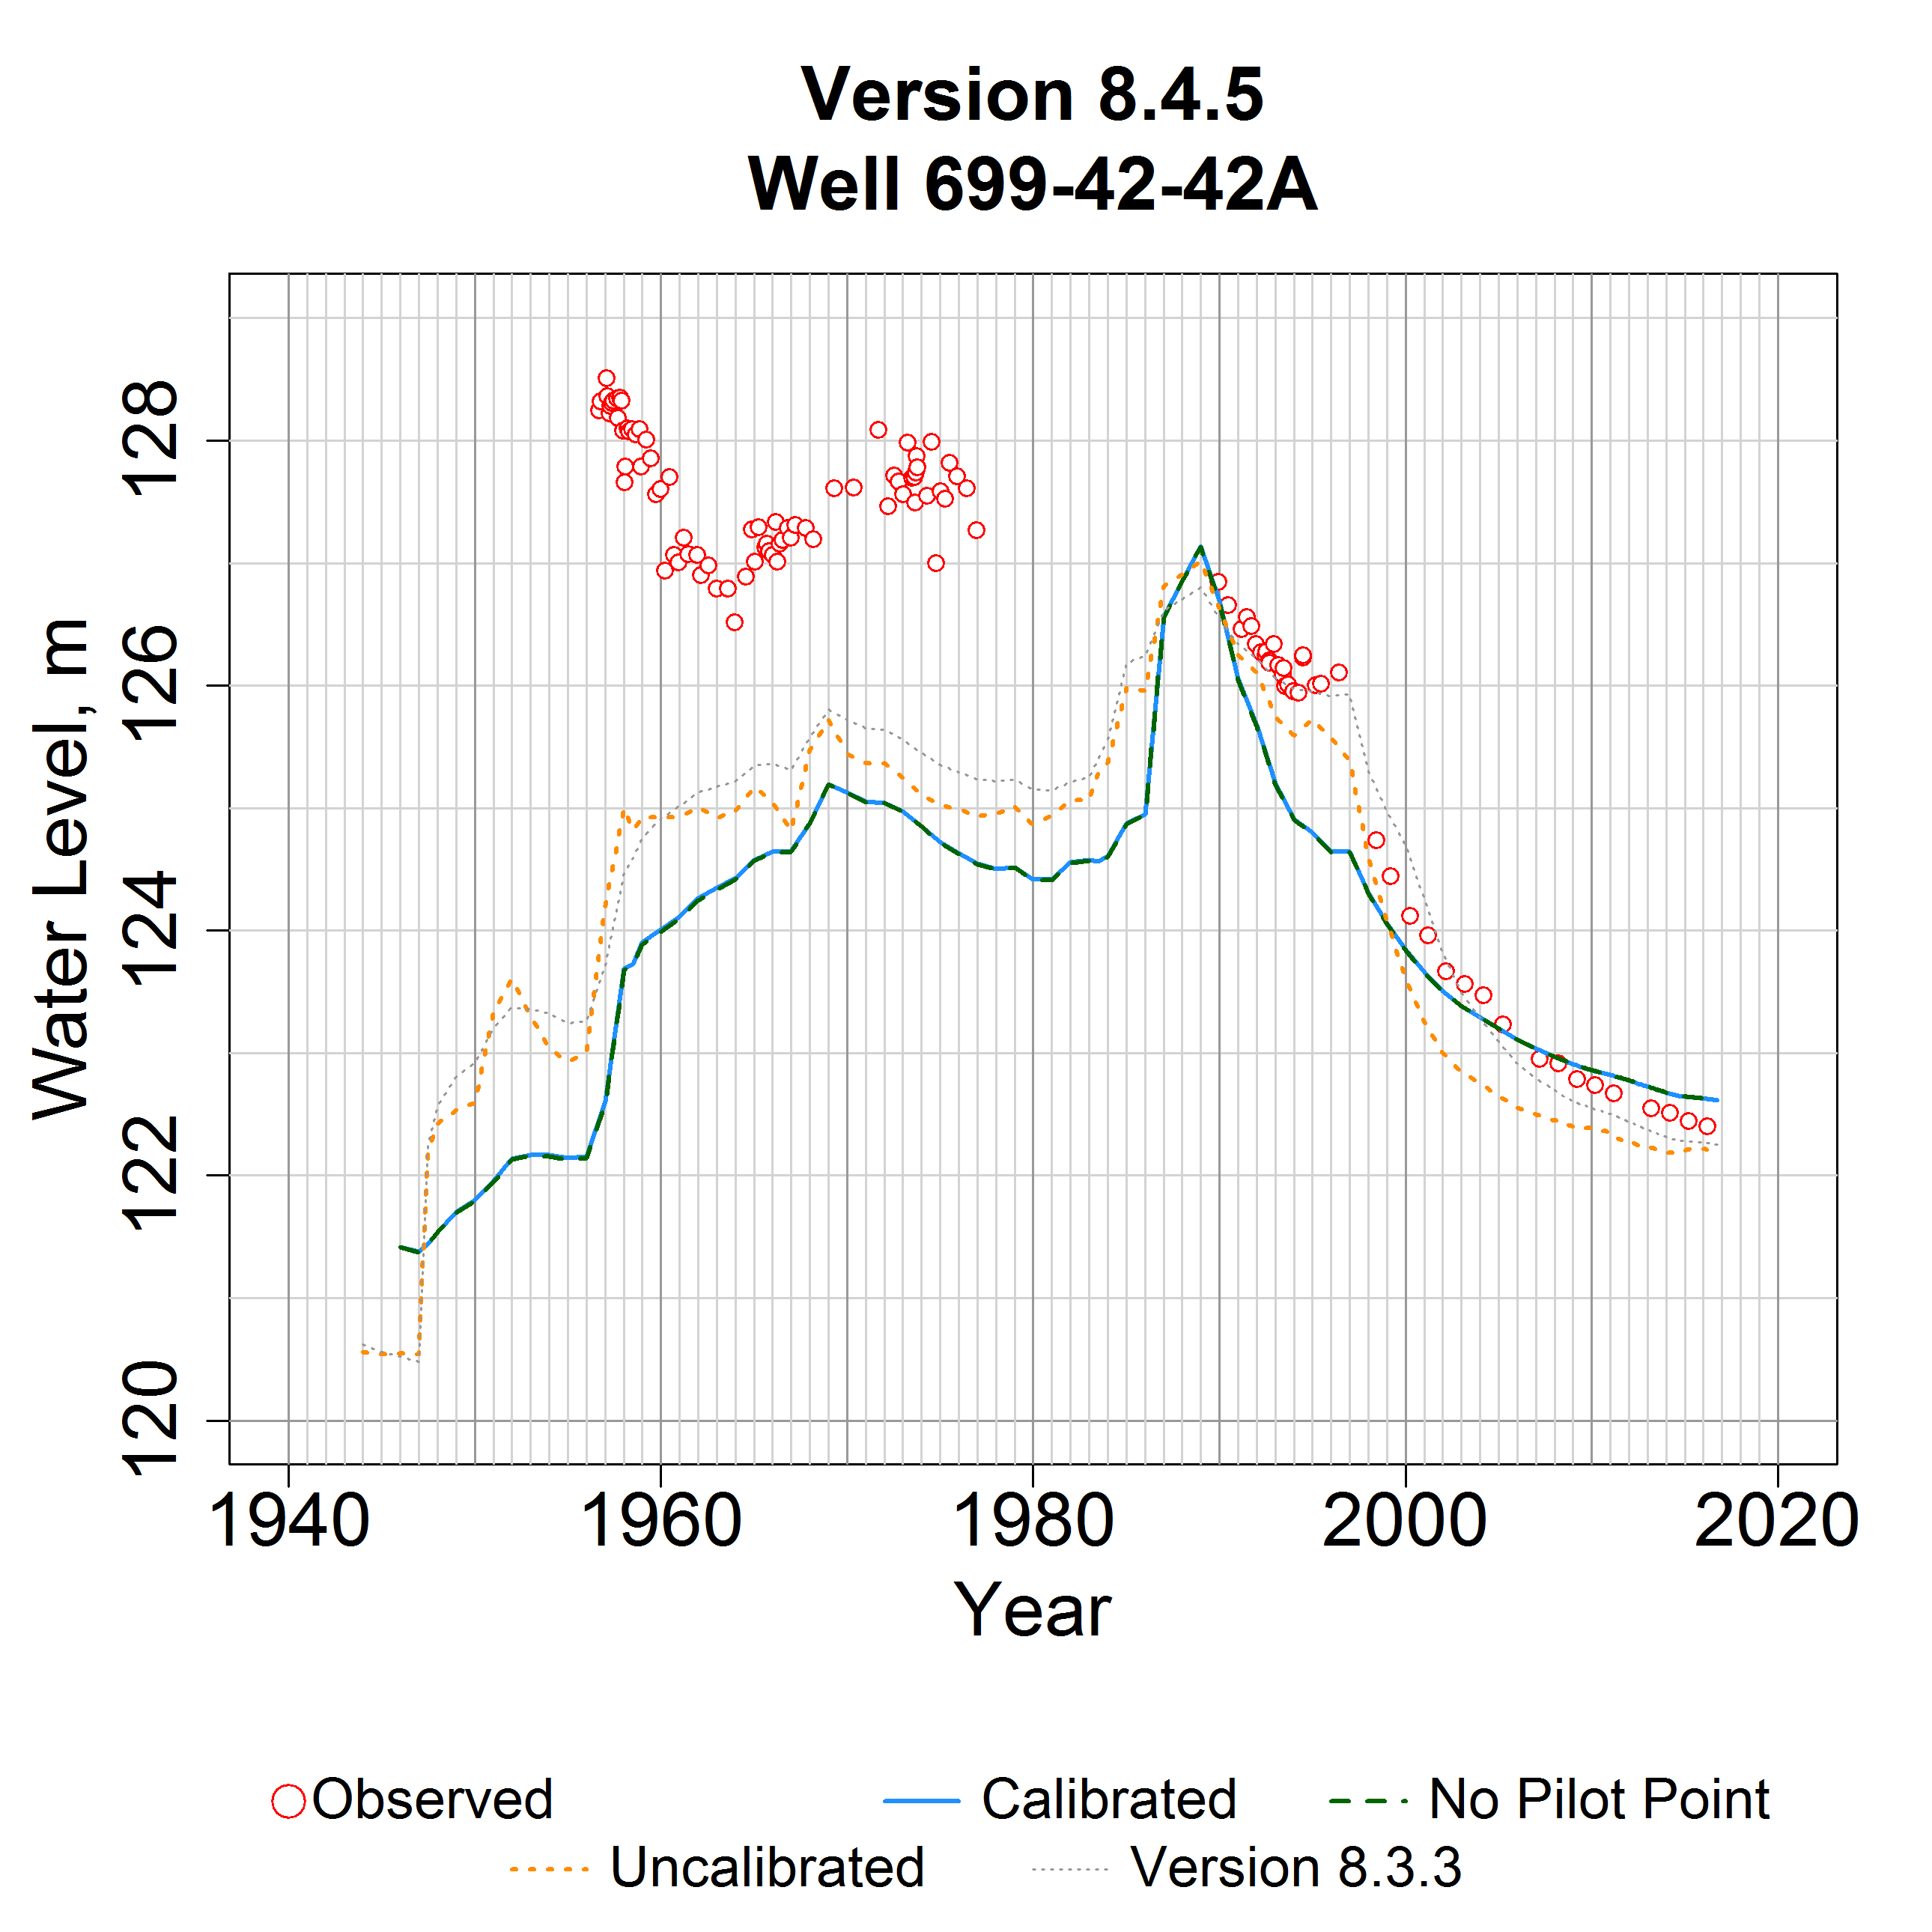 Version 8.4.5
Well 699-42-42A
Water Level, m
128
126
124
122
120
1940 1960 1980 2000 2020
Year
Observed Calibrated No Pilot Point
Uncalibrated Version 8.3.3